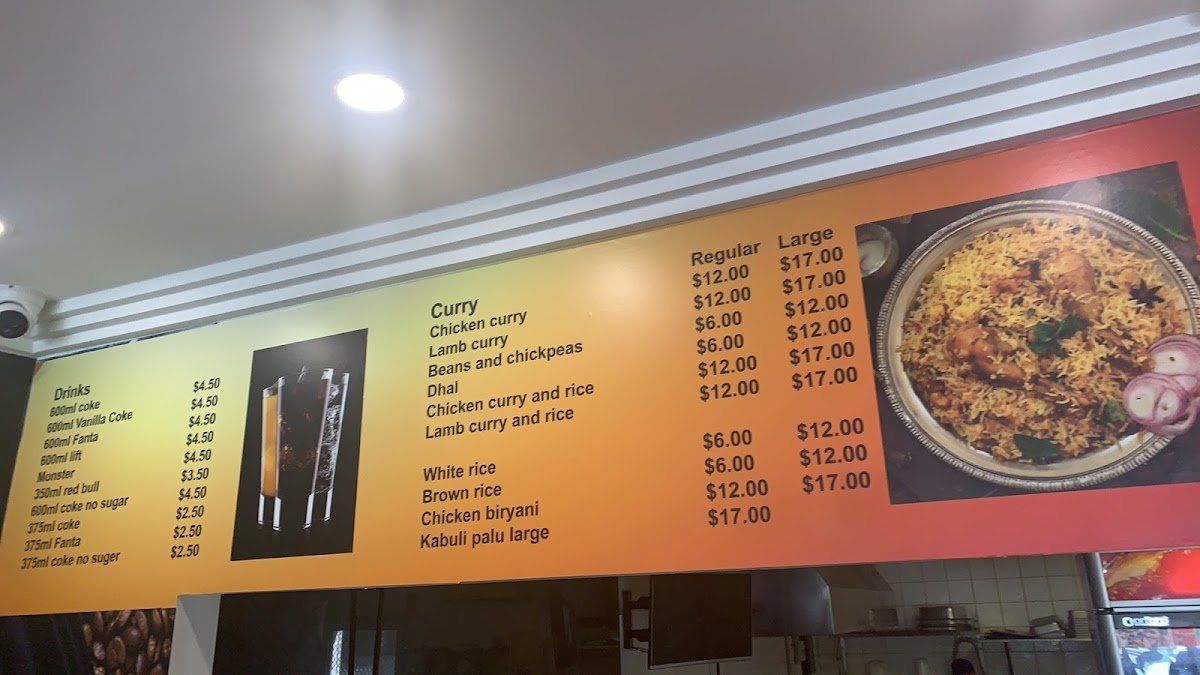 Drinks
600ml coke $4.50
600ml Vanilla Coke $4.50
600ml Fanta $4.50
600ml lift $4.50
Monster $4.50
350ml red bull $3.50
600ml coke no sugar $4.50
375ml coke $2.50
375ml Fanta $2.50
375ml coke no suger $2.50
Curry Regular Large
Chicken curry $12.00 $17.00
Lamb curry $12.00 $17.00
Beans and chickpeas $6.00 $12.00
Dhal $6.00 $12.00
Chicken curry and rice $12.00 $17.00
Lamb curry and rice $12.00 $17.00
White rice $6.00 $12.00
Brown rice $6.00 $12.00
Chicken biryani $12.00 $17.00
Kabuli palu large $17.00